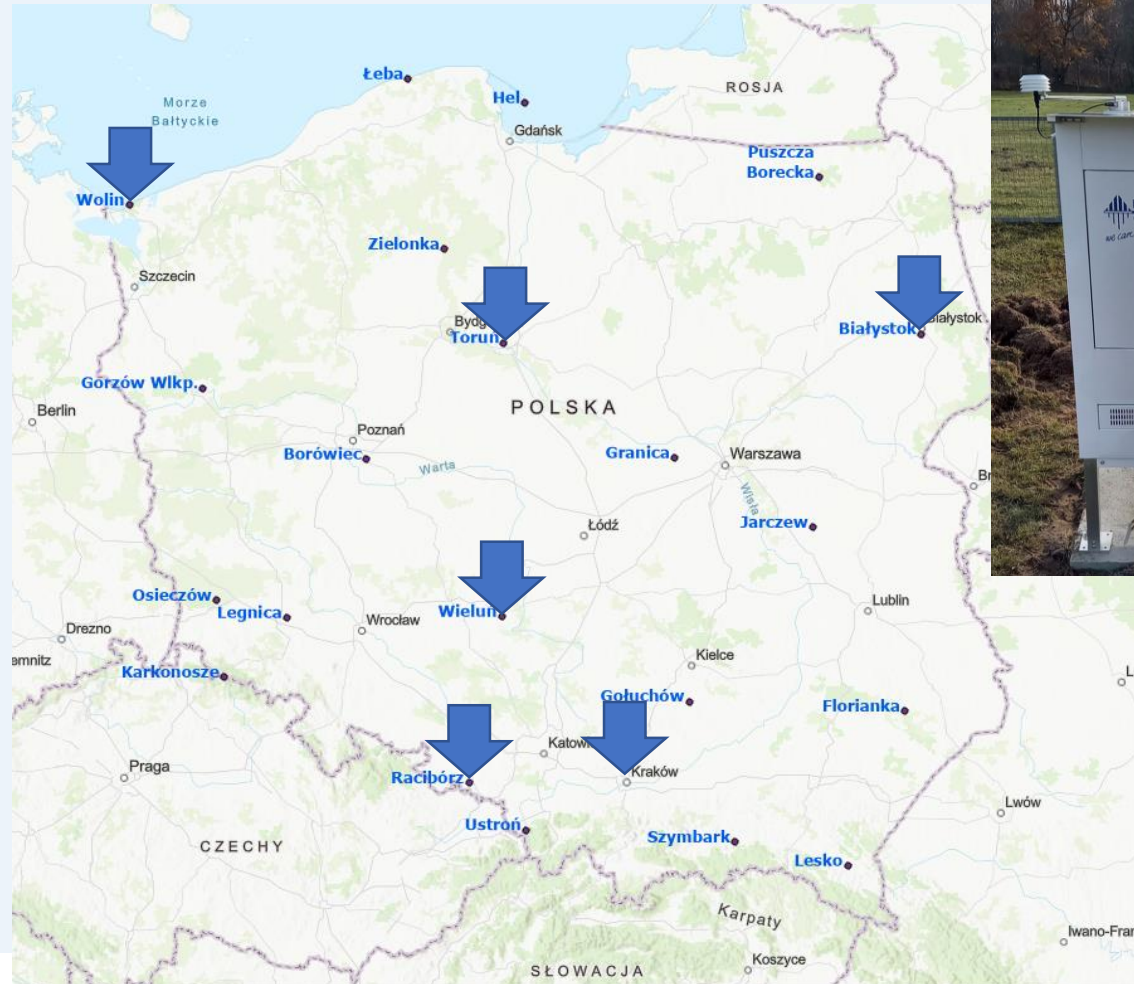 Łeba
Hel
ROSJA
Morze
Bałtyckie
Gdańsk
Puszcza
Borecka
Wolin
Zielonka
Szczecin
Białystok
Białystok
Toruń
Gorzów Wlkp.
Berlin
POLSKA
Poznań
Borówiec
Warta
Granica
Warszawa
Wisła
Łódź
Jarczew
Osieczów
Legnica
Wrocław
Wieluń
Lublin
Drezno
Kielce
Karkonosze
Gołuchów
Florianka
Praga
Racibórz
Kraków
Lwów
Ustroń
Szymbark
Lesko
CZECHY
Karpaty
Koszyce
SŁOWACJA